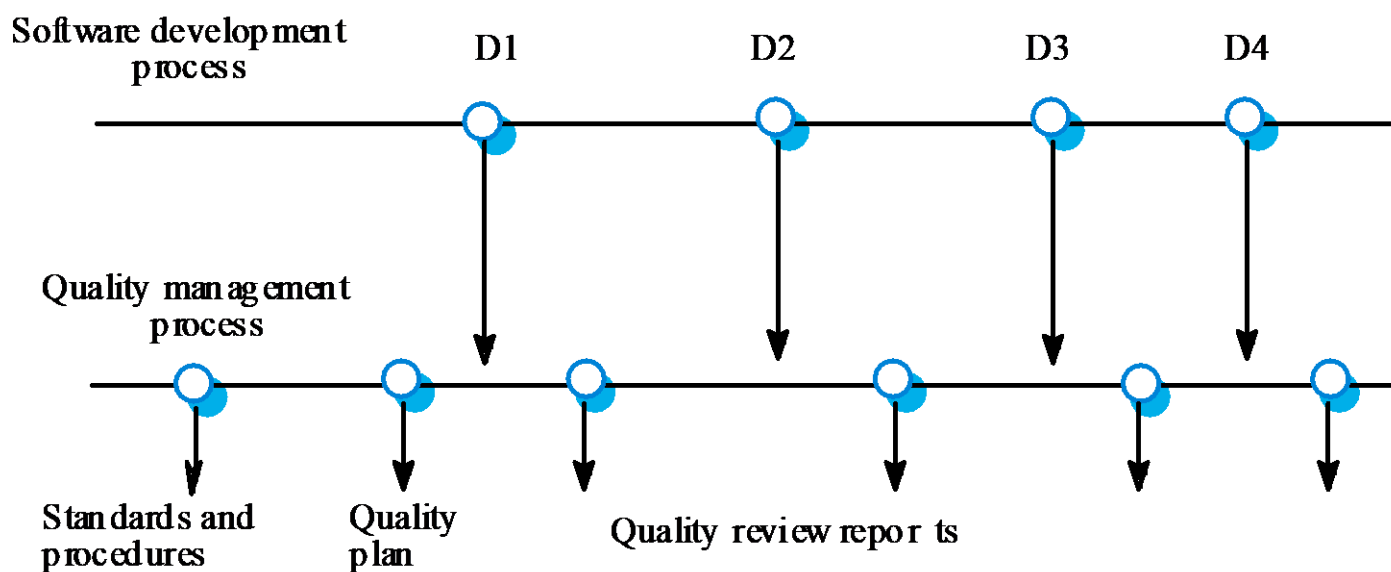 Software development
process
D1
D2
D3
D4
Quality management
process
Standards and
procedures
Quality
plan
Quality review reports